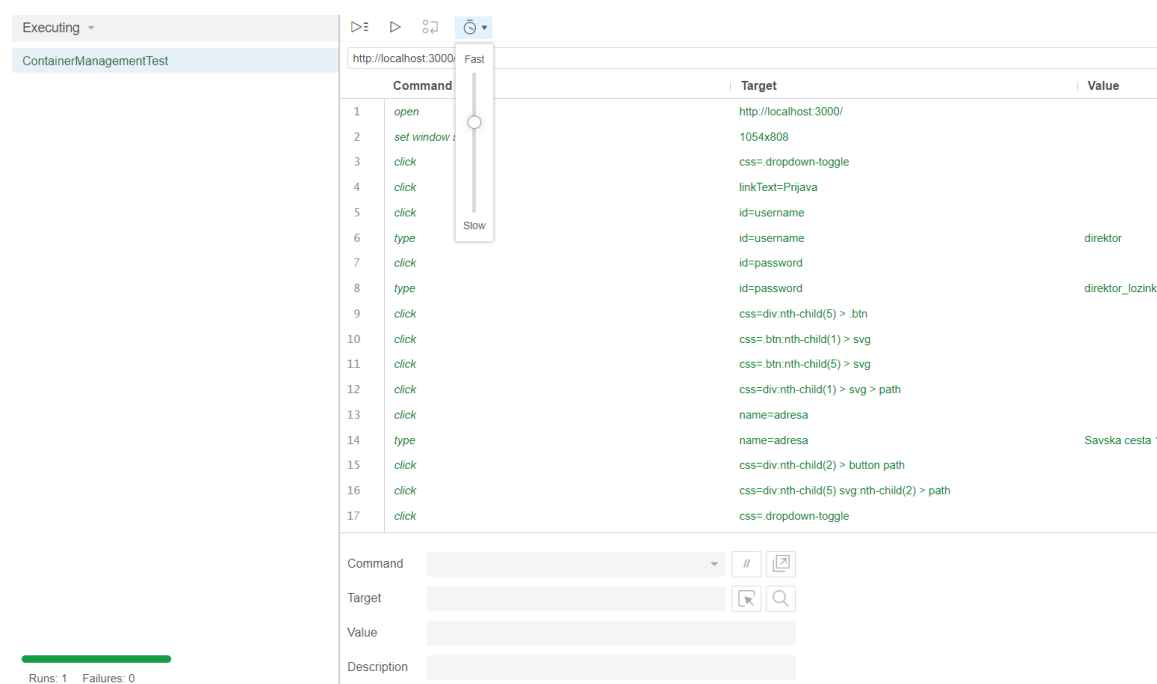 Executing
ContainerManagementTest
http://localhost:3000/
Fast
Slow
Command Target Value
1 open http://localhost:3000/
2 set window 1054x808
3 click css=.dropdown-toggle
4 click linkText=Prijava
5 click id=username
6 type id=username direktor
7 click id=password
8 type id=password direktor_lozink
9 click css=div:nth-child(5) > .btn
10 click css=.btn:nth-child(1) > svg
11 click css=.btn:nth-child(5) > svg
12 click css=div:nth-child(1) > svg > path
13 click name=adresa
14 type name=adresa Savska cesta
15 click css=div:nth-child(2) > button path
16 click css=div:nth-child(5) svg:nth-child(2) > path
17 click css=.dropdown-toggle
Command //
Target
Value
Description
Runs: 1 Failures: 0